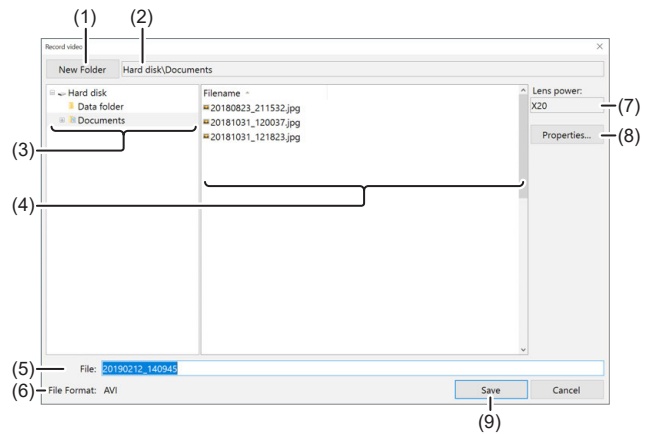 (1) (2)
Record video
New Folder Hard disk\Documents
Hard disk
Data folder
Documents
Filename
20180823_211532.jpg
20181031_120037.jpg
20181031_121823.jpg
Lens power:
X20
(7)
Properties...
(8)
(3)
(4)
(5) File: 20190212_140945
(6) File Format: AVI
Save Cancel
(9)